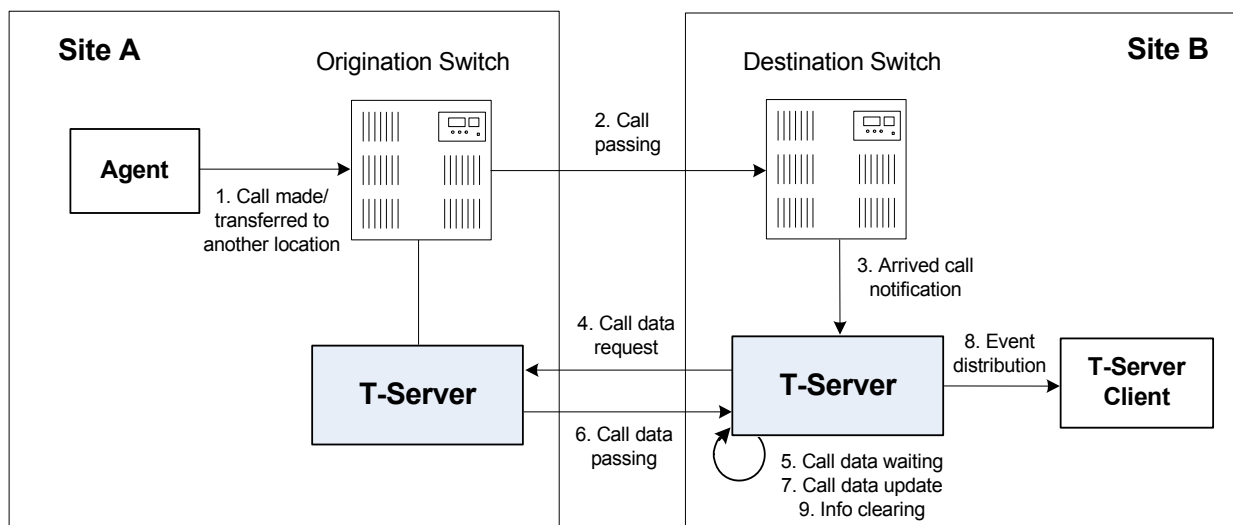 Site A
Origination Switch
Destination Switch
Site B
Agent
1. Call made/
transferred to
another location
2. Call
passing
3. Arrived call
notification
4. Call data
request
T-Server
T-Server
8. Event
distribution
T-Server
Client
6. Call data
passing
5. Call data waiting
7. Call data update
9. Info clearing